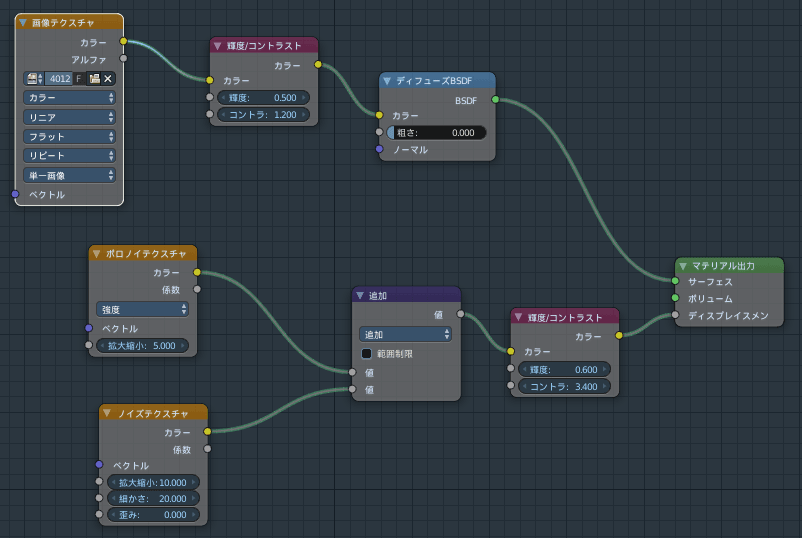 画像テクスチャ
カラー
アルファ
4012 F
カラー
リニア
フラット
リピート
単一画像
ベクトル
輝度/コントラスト
カラー
カラー
輝度: 0.500
コントラ: 1.200
ディフューズBSDF
BSDF
カラー
粗さ: 0.000
ノーマル
ボロノイテクスチャ
カラー
係数
強度
ベクトル
拡大縮小: 5.000
ノイズテクスチャ
カラー
係数
ベクトル
拡大縮小: 10.000
細かさ: 20.000
歪み: 0.000
追加
値
追加
範囲制限
値
値
輝度/コントラスト
カラー
カラー
輝度: 0.600
コントラ: 3.400
マテリアル出力
サーフェス
ボリューム
ディスプレイスメン